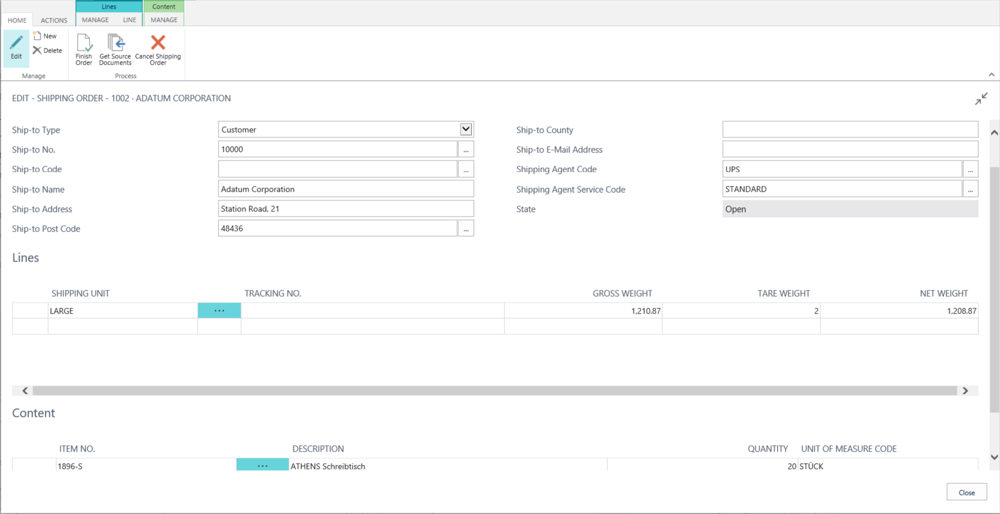 Lines Content
HOME ACTIONS MANAGE LINE MANAGE
Edit
New
Delete
Finish Order
Get Source Documents
Cancel Shipping Order
Manage Process
EDIT - SHIPPING ORDER - 1002 · ADATUM CORPORATION
Ship-to Type Customer
Ship-to No. 10000 ...
Ship-to Code ...
Ship-to Name Adatum Corporation
Ship-to Address Station Road, 21
Ship-to Post Code 48436 ...
Ship-to County
Ship-to E-Mail Address
Shipping Agent Code UPS ...
Shipping Agent Service Code STANDARD ...
State Open
Lines
SHIPPING UNIT TRACKING NO. GROSS WEIGHT TARE WEIGHT NET WEIGHT
LARGE ... 1,210.87 2 1,208.87
Content
ITEM NO. DESCRIPTION QUANTITY UNIT OF MEASURE CODE
1896-S ... ATHENS Schreibtisch 20 STÜCK
Close